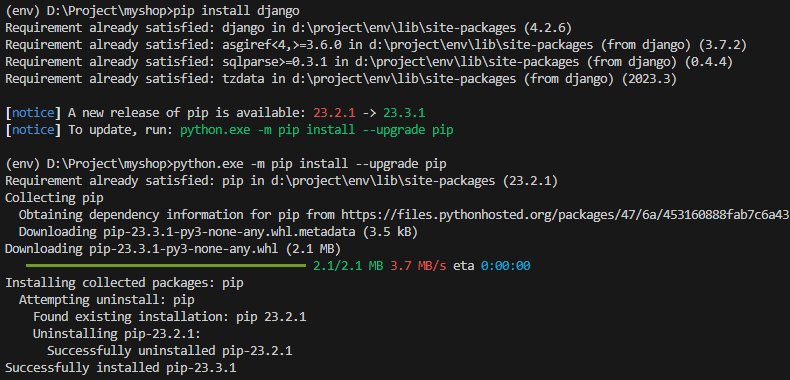 (env) D:\Project\myshop>pip install django
Requirement already satisfied: django in d:\project\env\lib\site-packages (4.2.6)
Requirement already satisfied: asgiref<4,>=3.6.0 in d:\project\env\lib\site-packages (from django) (3.7.2)
Requirement already satisfied: sqlparse>=0.3.1 in d:\project\env\lib\site-packages (from django) (0.4.4)
Requirement already satisfied: tzdata in d:\project\env\lib\site-packages (from django) (2023.3)
[notice] A new release of pip is available: 23.2.1 -> 23.3.1
[notice] To update, run: python.exe -m pip install --upgrade pip
(env) D:\Project\myshop>python.exe -m pip install --upgrade pip
Requirement already satisfied: pip in d:\project\env\lib\site-packages (23.2.1)
Collecting pip
  Obtaining dependency information for pip from https://files.pythonhosted.org/packages/47/6a/453160888fab7c6a43
  Downloading pip-23.3.1-py3-none-any.whl.metadata (3.5 kB)
Downloading pip-23.3.1-py3-none-any.whl (2.1 MB)
2.1/2.1 MB 3.7 MB/s eta 0:00:00
Installing collected packages: pip
  Attempting uninstall: pip
    Found existing installation: pip 23.2.1
    Uninstalling pip-23.2.1:
      Successfully uninstalled pip-23.2.1
Successfully installed pip-23.3.1